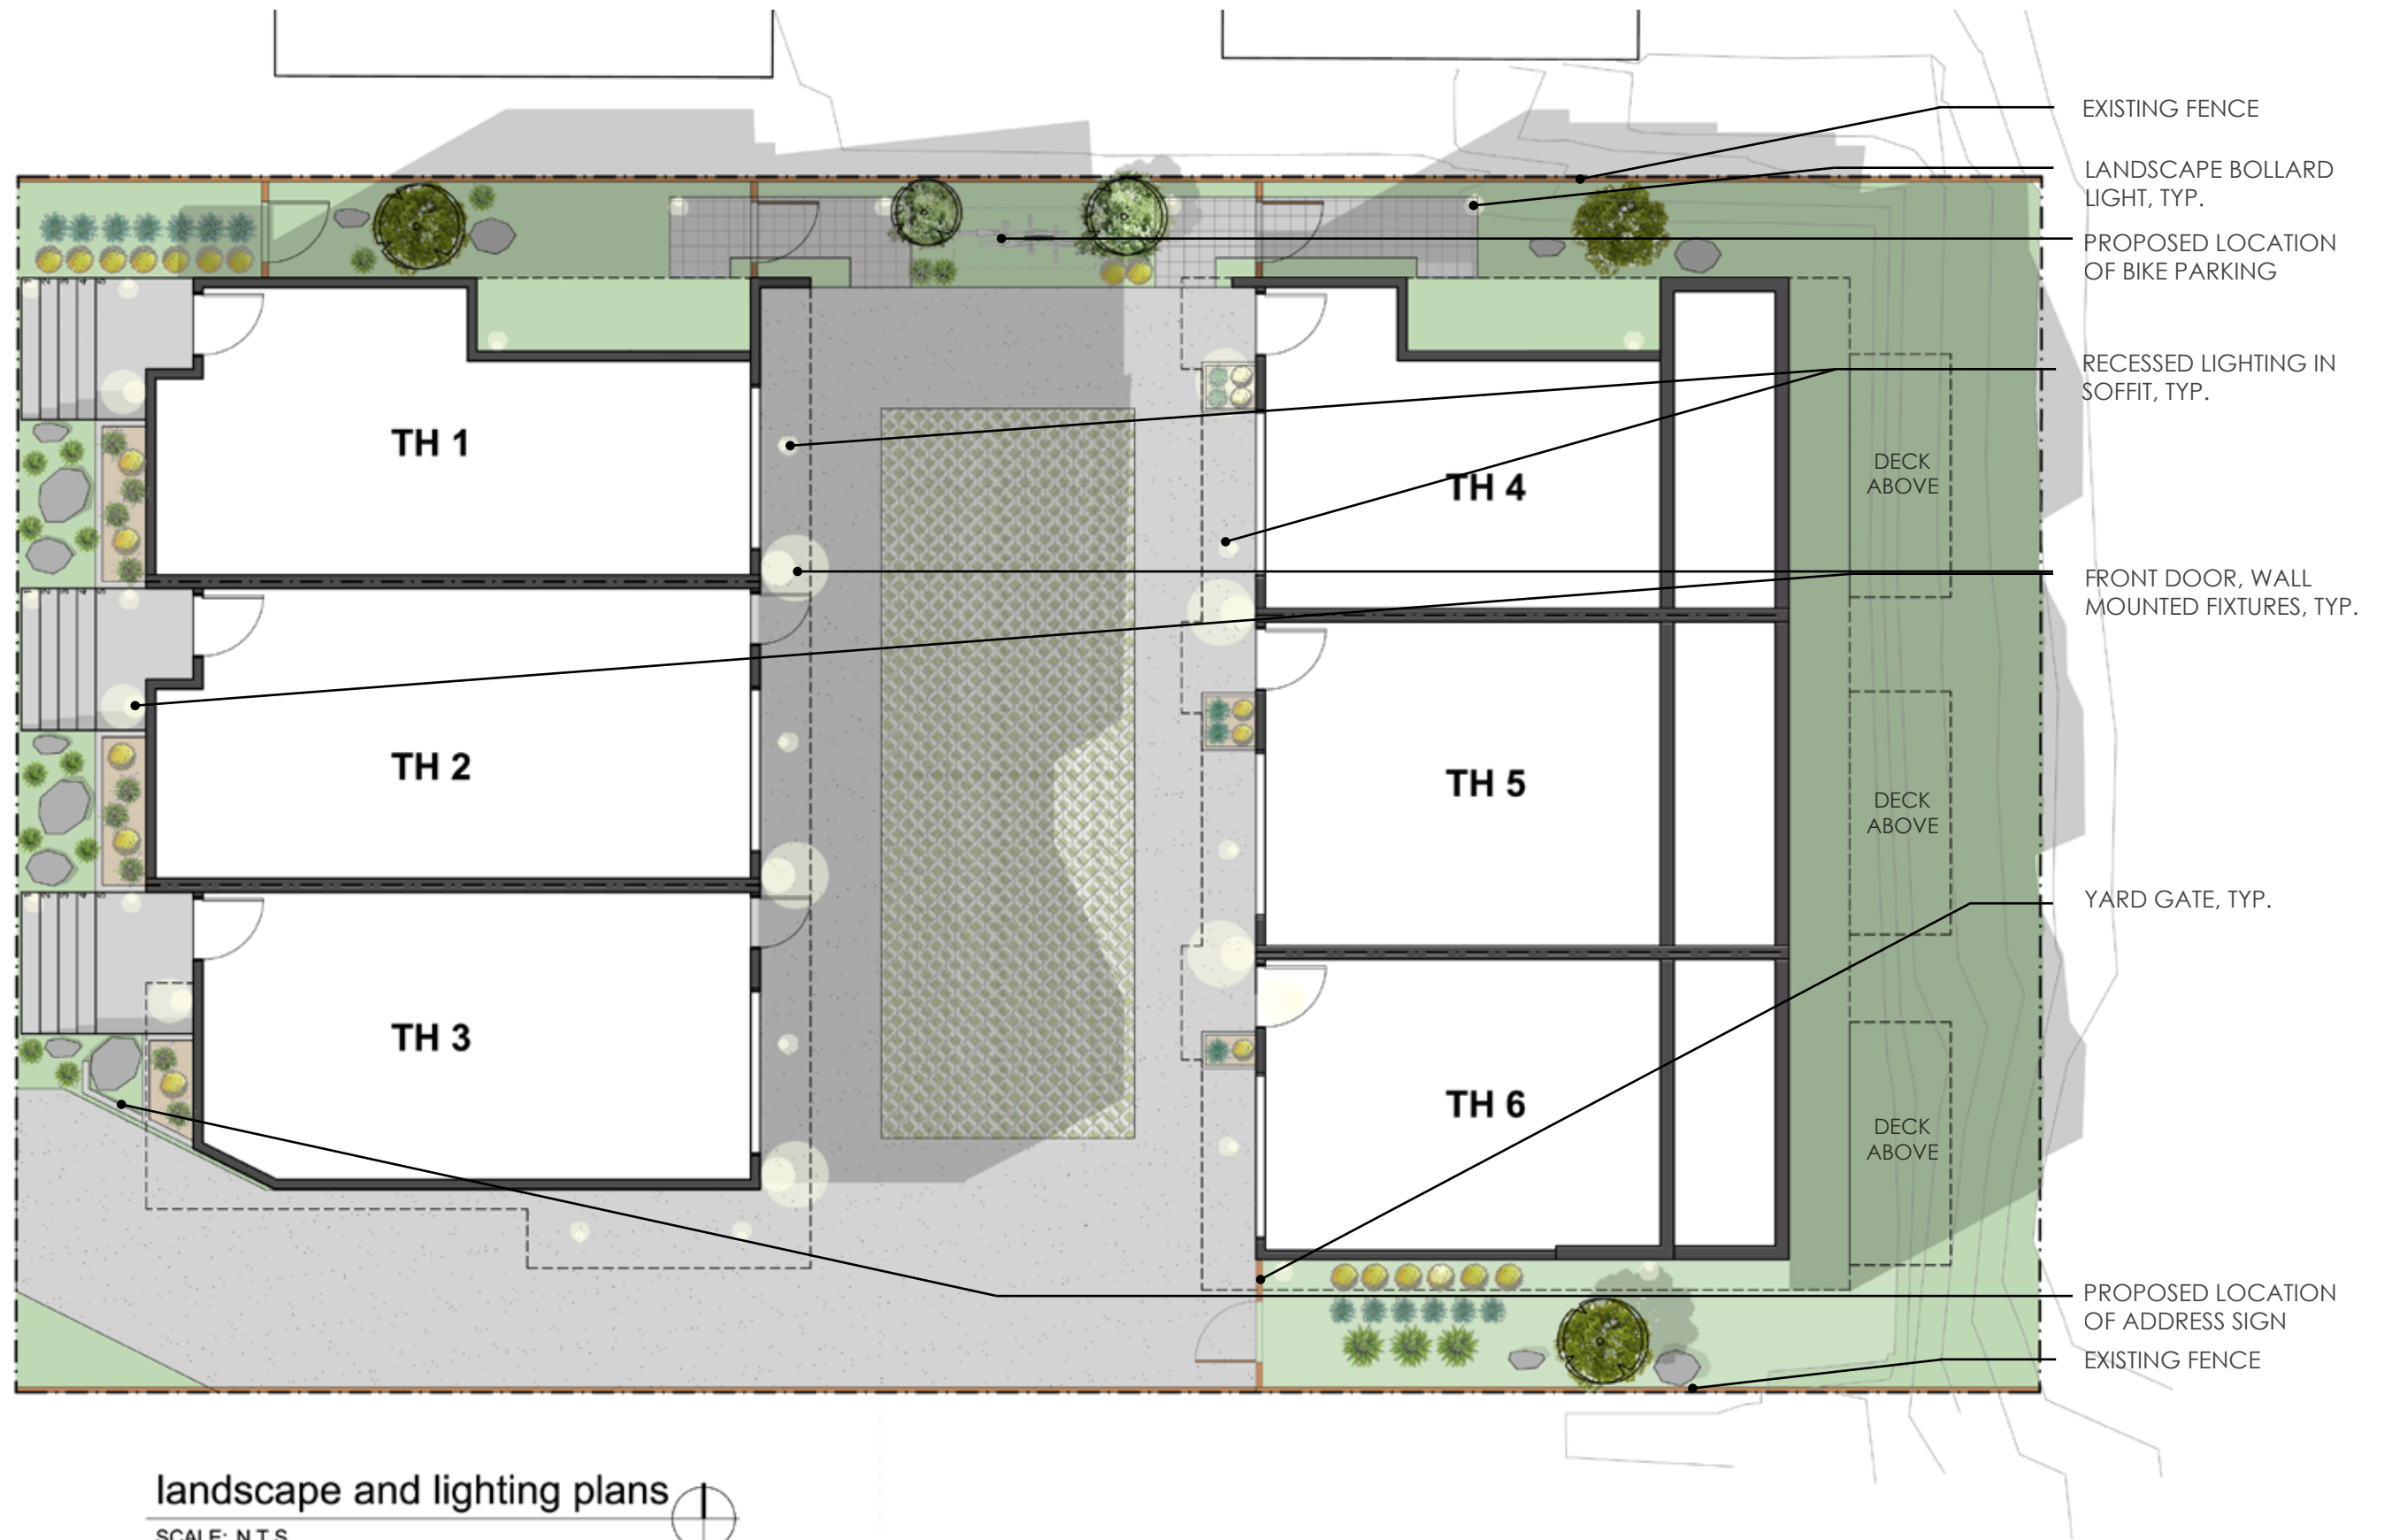 EXISTING FENCE
LANDSCAPE BOLLARD
LIGHT, TYP.
PROPOSED LOCATION
OF BIKE PARKING
RECESSED LIGHTING IN
SOFFIT, TYP.
TH 1
TH 4
DECK
ABOVE
FRONT DOOR, WALL
MOUNTED FIXTURES, TYP.
TH 2
TH 5
DECK
ABOVE
YARD GATE, TYP.
TH 3
TH 6
DECK
ABOVE
PROPOSED LOCATION
OF ADDRESS SIGN
EXISTING FENCE
landscape and lighting plans
SCALE: N.T.S.